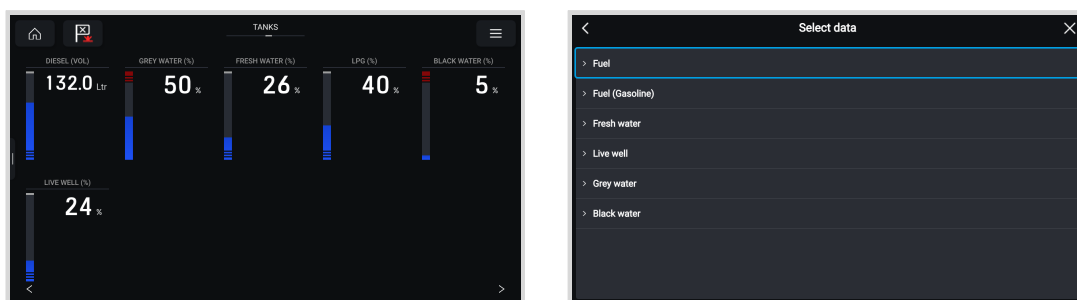 TANKS
DIESEL (VOL) GREY WATER (%) FRESH WATER (%) LPG (%) BLACK WATER (%)
132.0 Ltr 50 % 26 % 40 % 5 %
LIVE WELL (%)
24 %
Select data
Fuel
Fuel (Gasoline)
Fresh water
Live well
Grey water
Black water